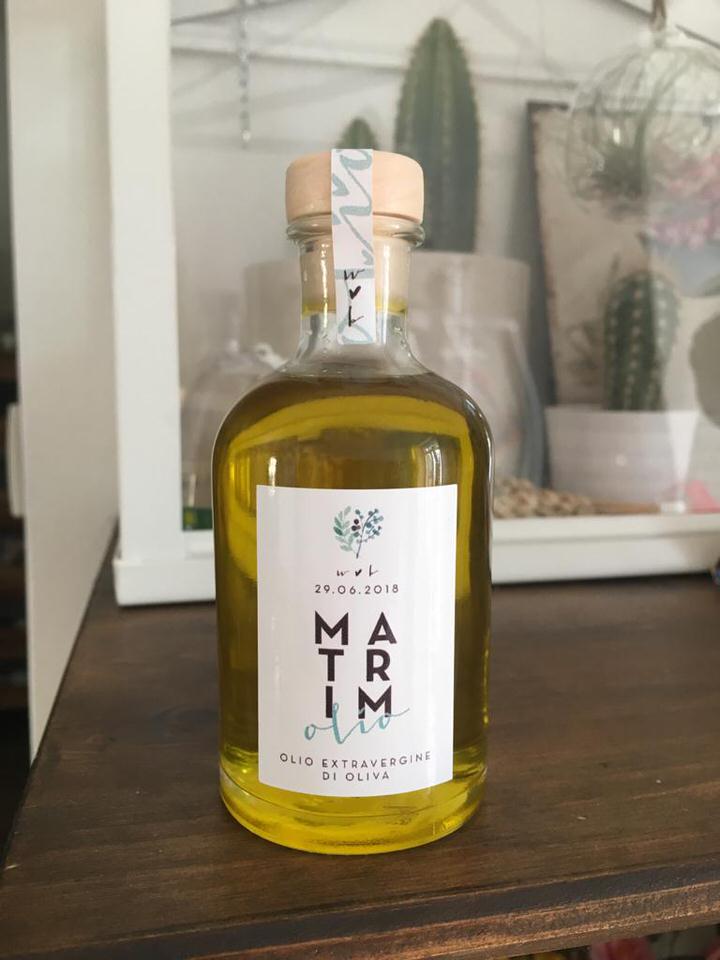 w ♥ L
w ♥ L
29.06.2018
MA
TR
IM
olio
OLIO EXTRAVERGINE
DI OLIVA